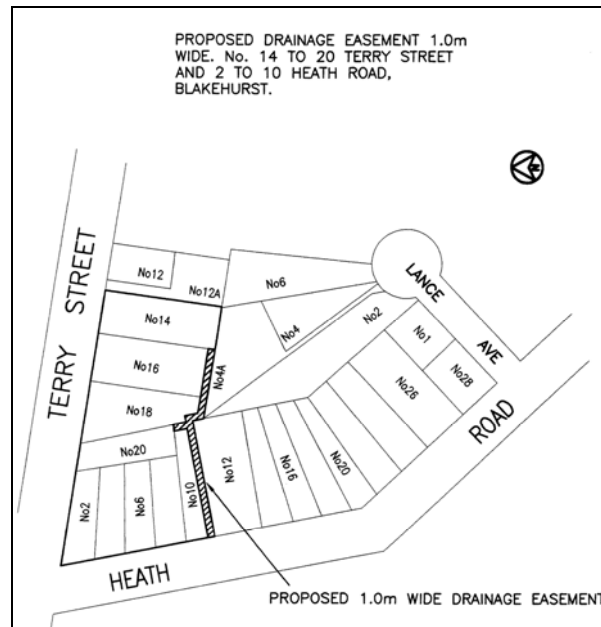 PROPOSED DRAINAGE EASEMENT 1.0m
WIDE. No. 14 TO 20 TERRY STREET
AND 2 TO 10 HEATH ROAD,
BLAKEHURST.
N
TERRY STREET
No12
No12A
No6
LANCE
AVE
No14
No4
No2
No1
No16
No4A
No28
No18
No26
ROAD
No20
No12
No16
No20
No2
No6
No10
HEATH
PROPOSED 1.0m WIDE DRAINAGE EASEMENT